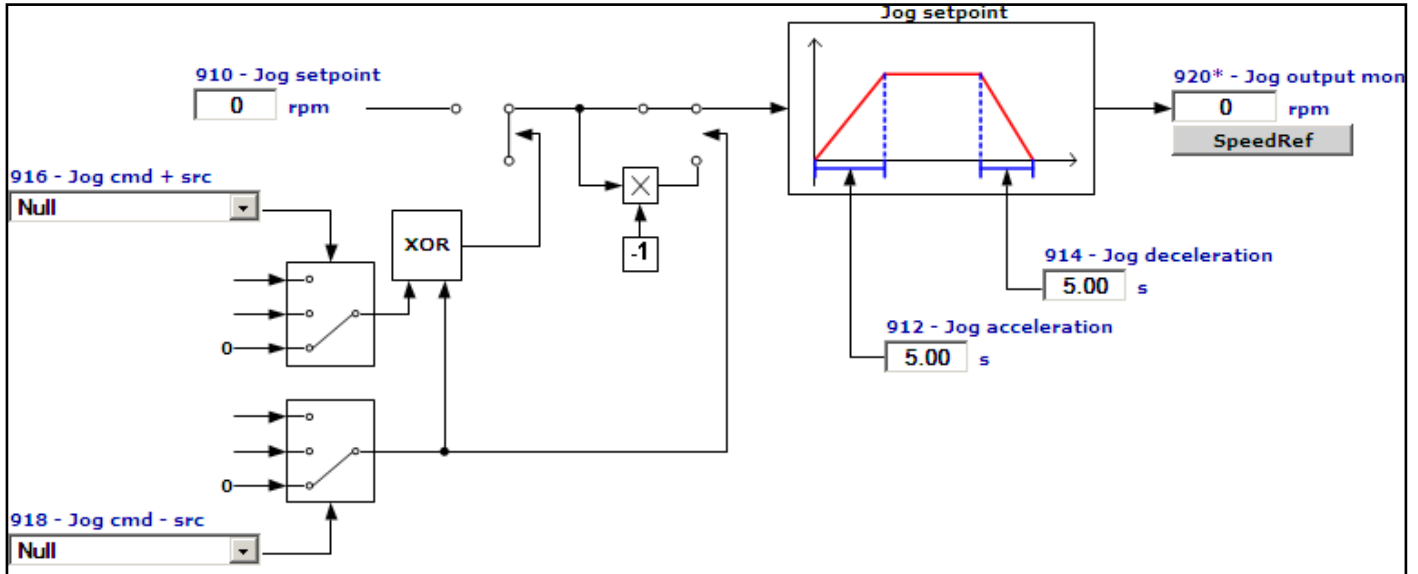 Jog setpoint
910 - Jog setpoint
0 rpm
920* - Jog output mon
0 rpm
SpeedRef
916 - Jog cmd + src
Null
XOR
-1
0
914 - Jog deceleration
5.00 s
912 - Jog acceleration
5.00 s
0
918 - Jog cmd - src
Null